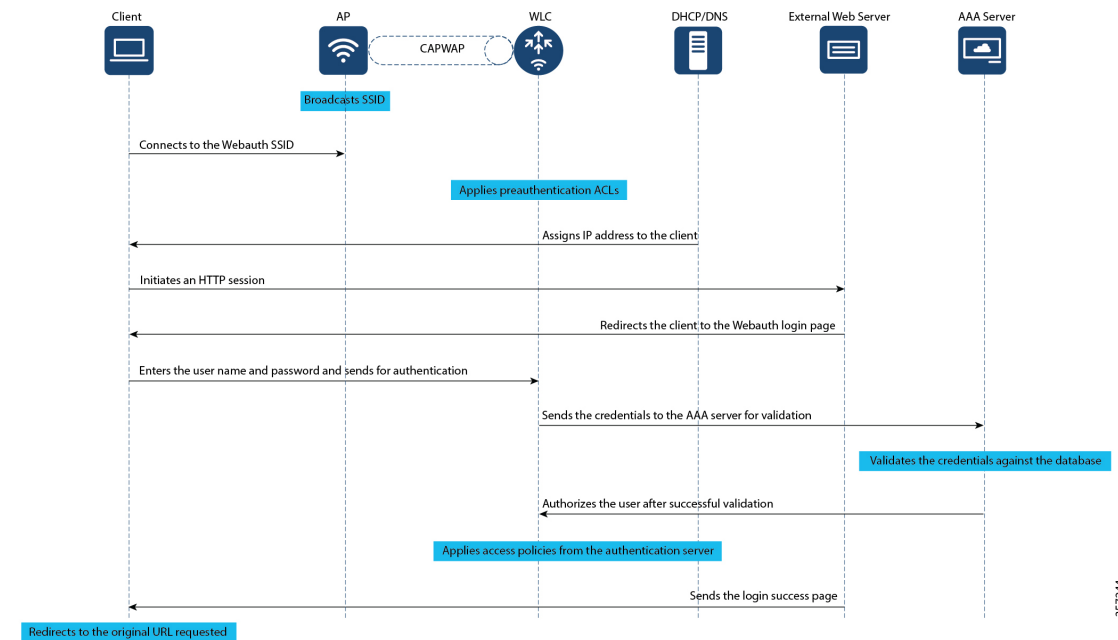 Client
AP
WLC
DHCP/DNS
External Web Server
AAA Server
CAPWAP
Broadcasts SSID
Connects to the Webauth SSID
Applies preauthentication ACLs
Assigns IP address to the client
Initiates an HTTP session
Redirects the client to the Webauth login page
Enters the user name and password and sends for authentication
Sends the credentials to the AAA server for validation
Validates the credentials against the database
Authorizes the user after successful validation
Applies access policies from the authentication server
Sends the login success page
Redirects to the original URL requested